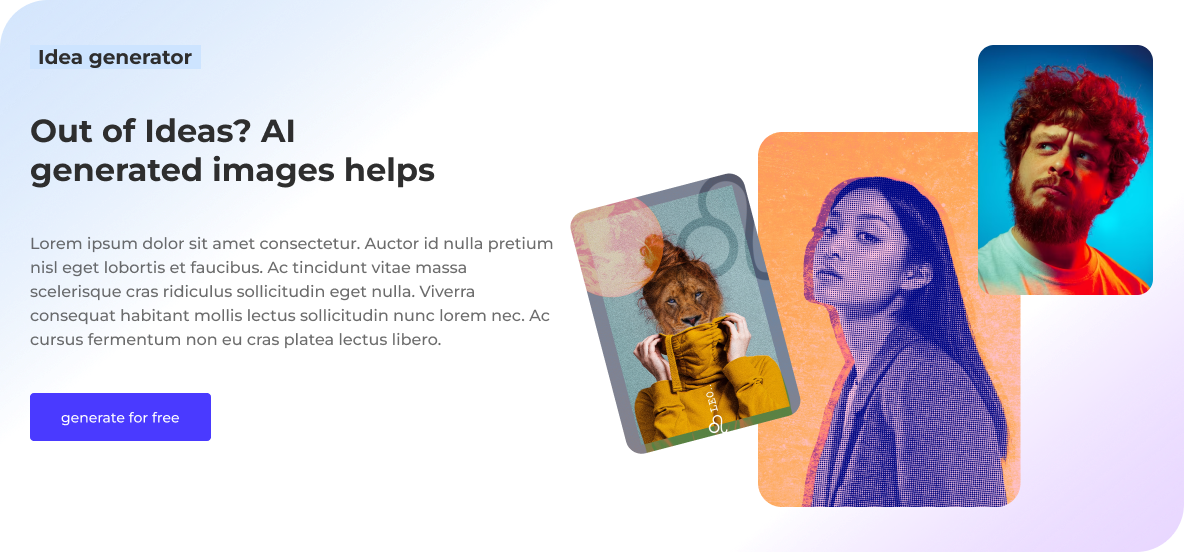 Idea generator
Out of Ideas? AI
generated images helps
Lorem ipsum dolor sit amet consectetur. Auctor id nulla pretium
nisl eget lobortis et faucibus. Ac tincidunt vitae massa
scelerisque cras ridiculus sollicitudin eget nulla. Viverra
consequat habitant mollis lectus sollicitudin nunc lorem nec. Ac
cursus fermentum non eu cras platea lectus libero.
generate for free
LEO.